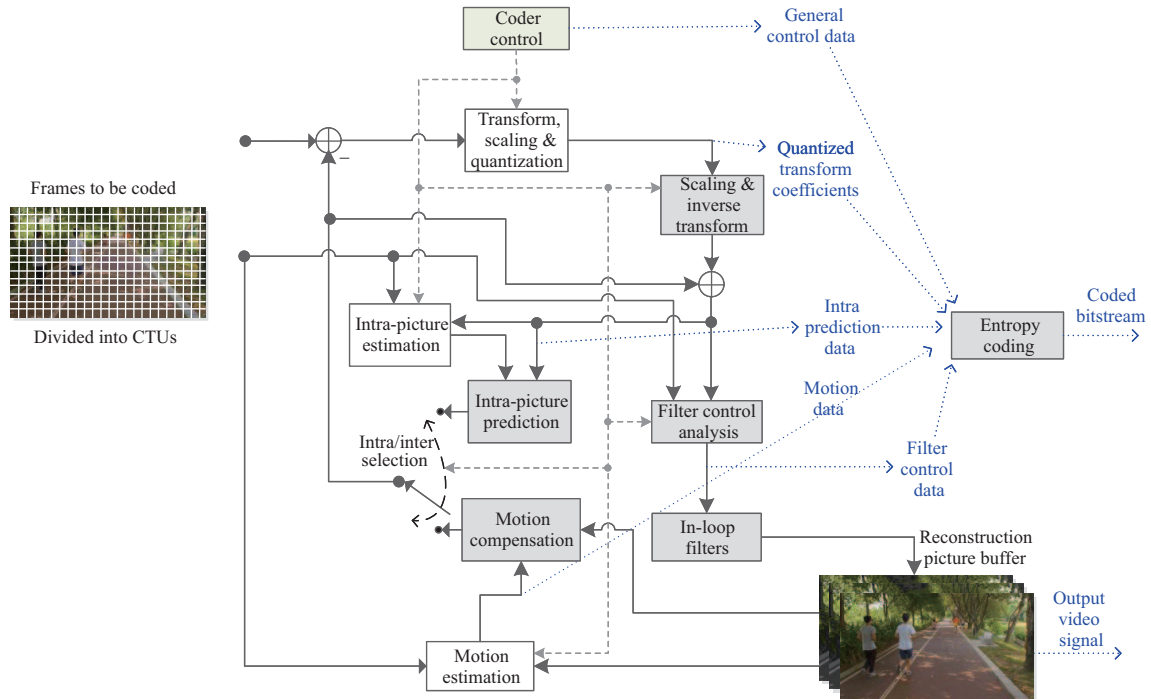 Coder
control
General
control data
Transform,
scaling &
quantization
Quantized
transform
coefficients
Frames to be coded
Scaling &
inverse
transform
–
Divided into CTUs
Intra-picture
estimation
Intra
prediction
data
Coded
bitstream
Entropy
coding
Intra-picture
prediction
Motion
data
Filter control
analysis
Intra/inter
selection
Filter
control
data
Motion
compensation
In-loop
filters
Reconstruction
picture buffer
Output
video
signal
Motion
estimation